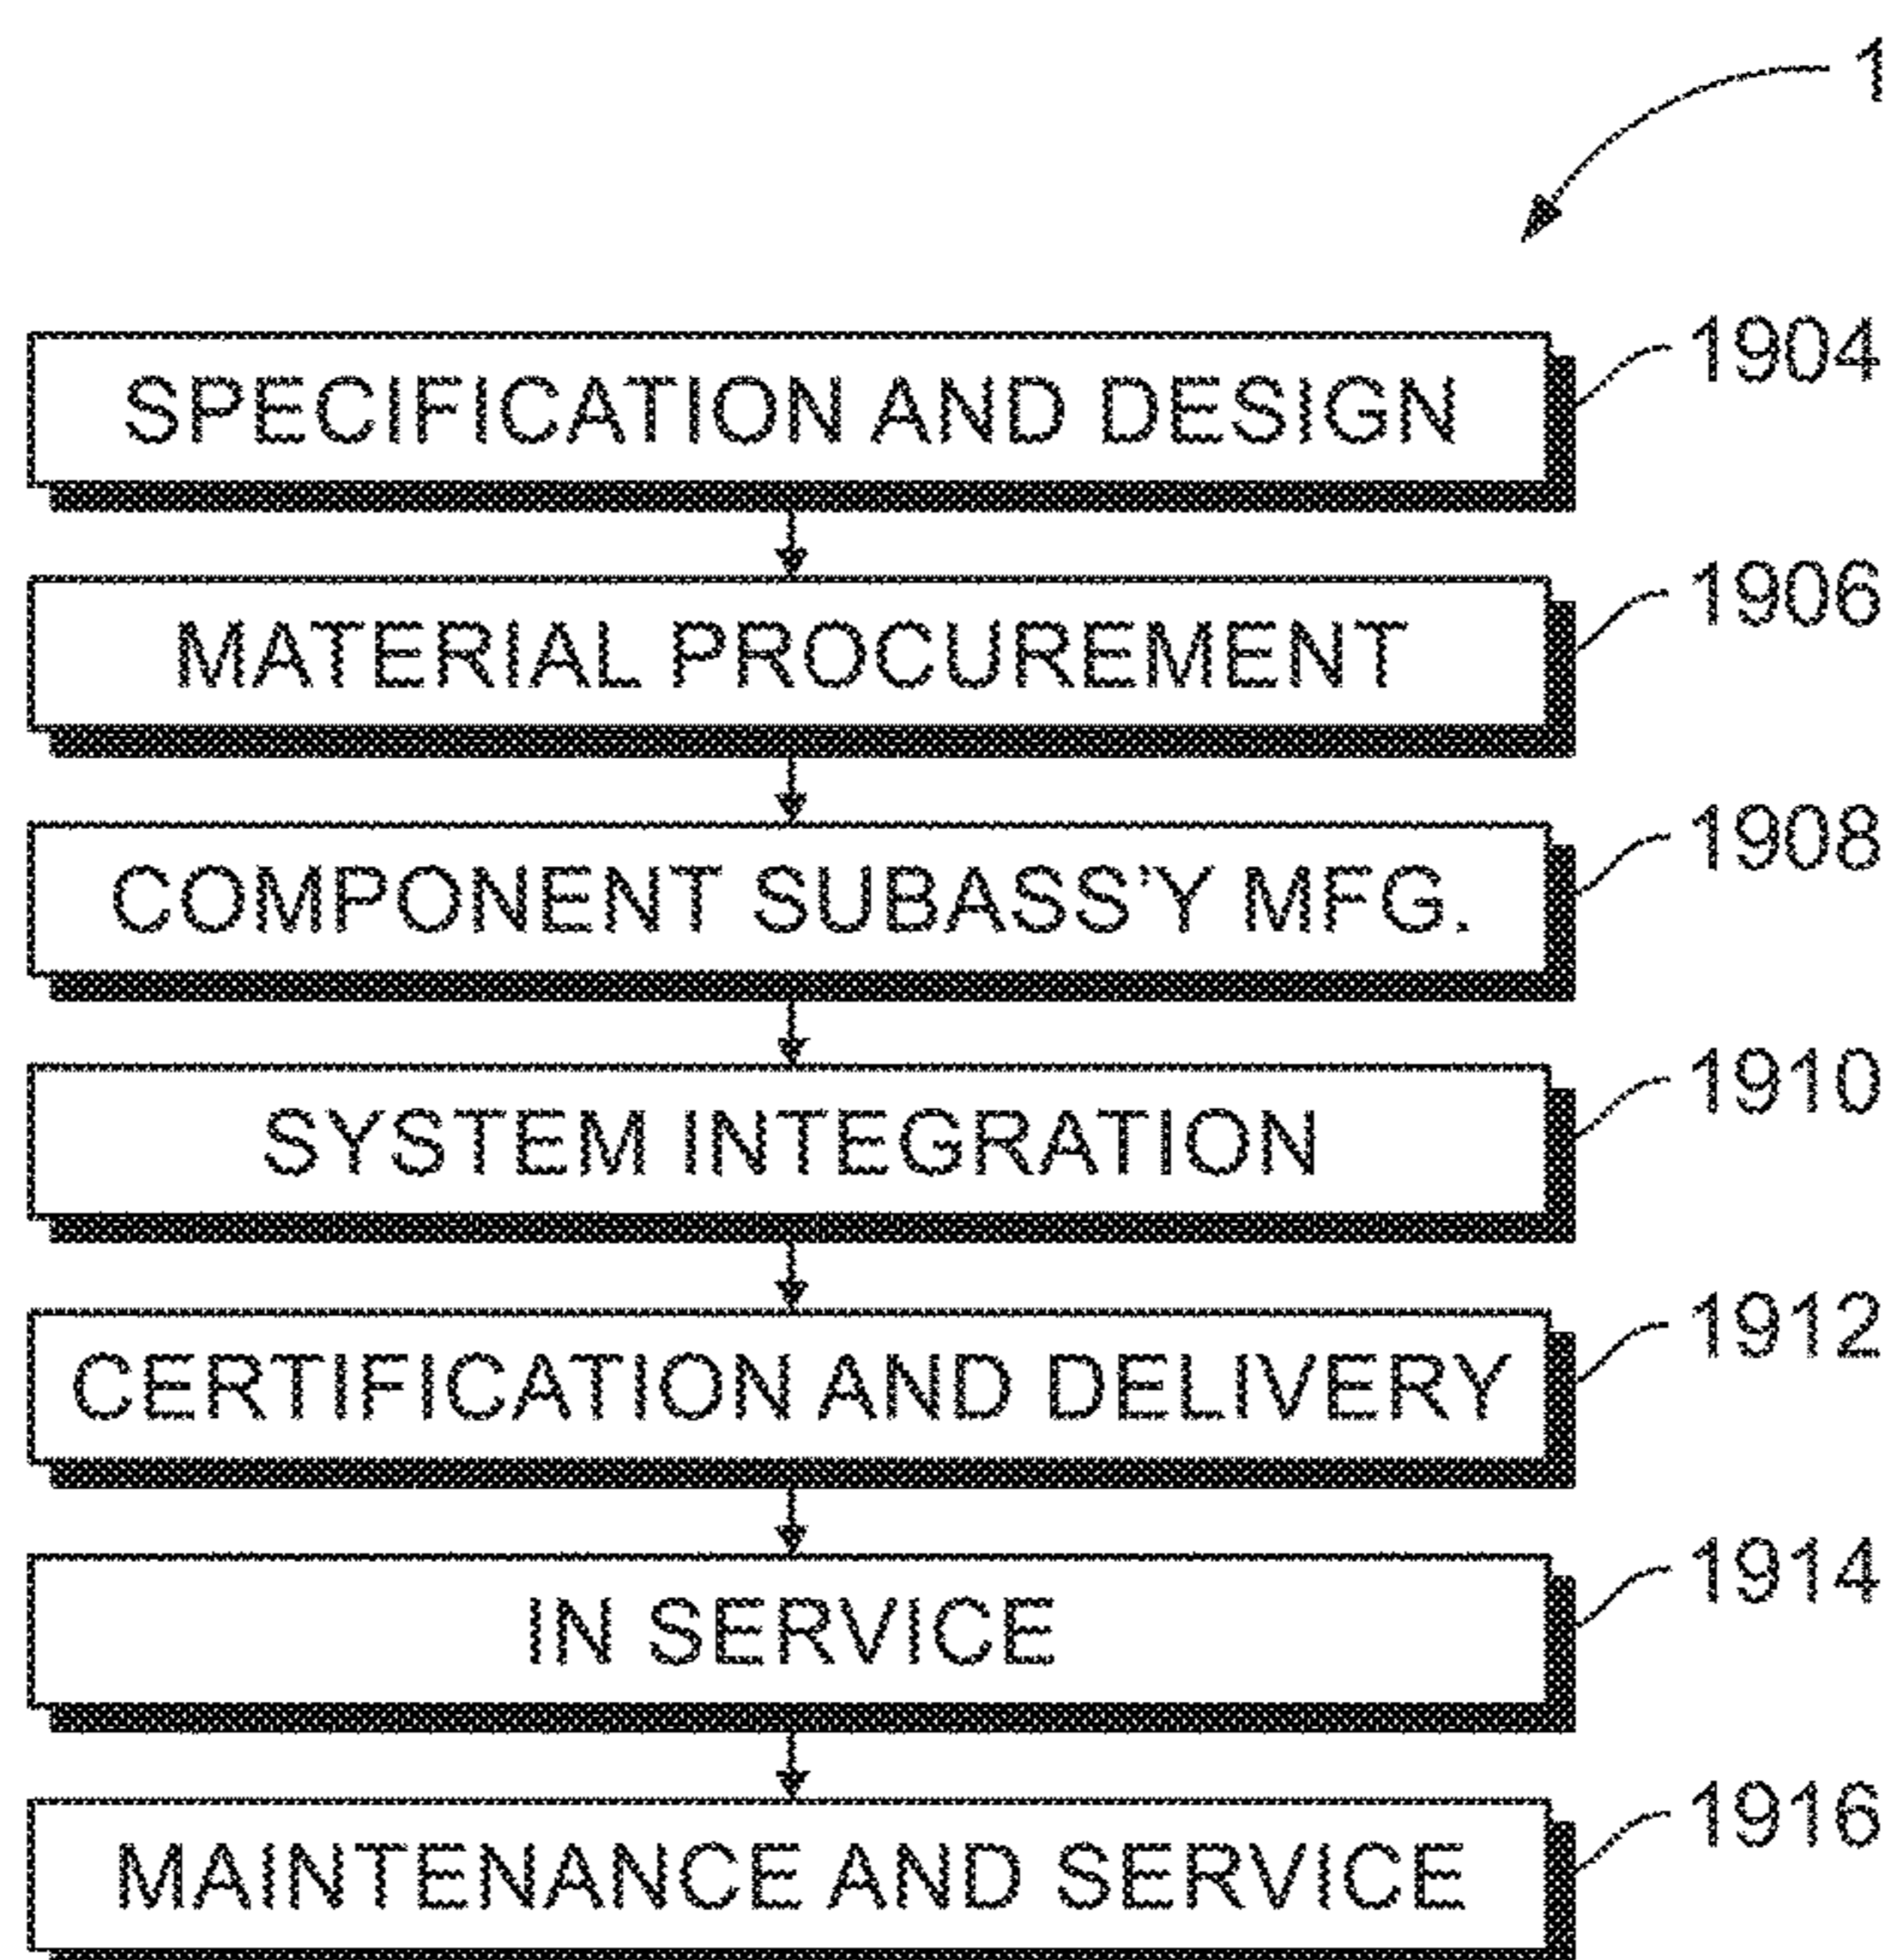 1
1904
SPECIFICATION AND DESIGN
1906
MATERIAL PROCUREMENT
1908
COMPONENT SUBASS'Y MFG.
1910
SYSTEM INTEGRATION
1912
CERTIFICATION AND DELIVERY
1914
IN SERVICE
1916
MAINTENANCE AND SERVICE